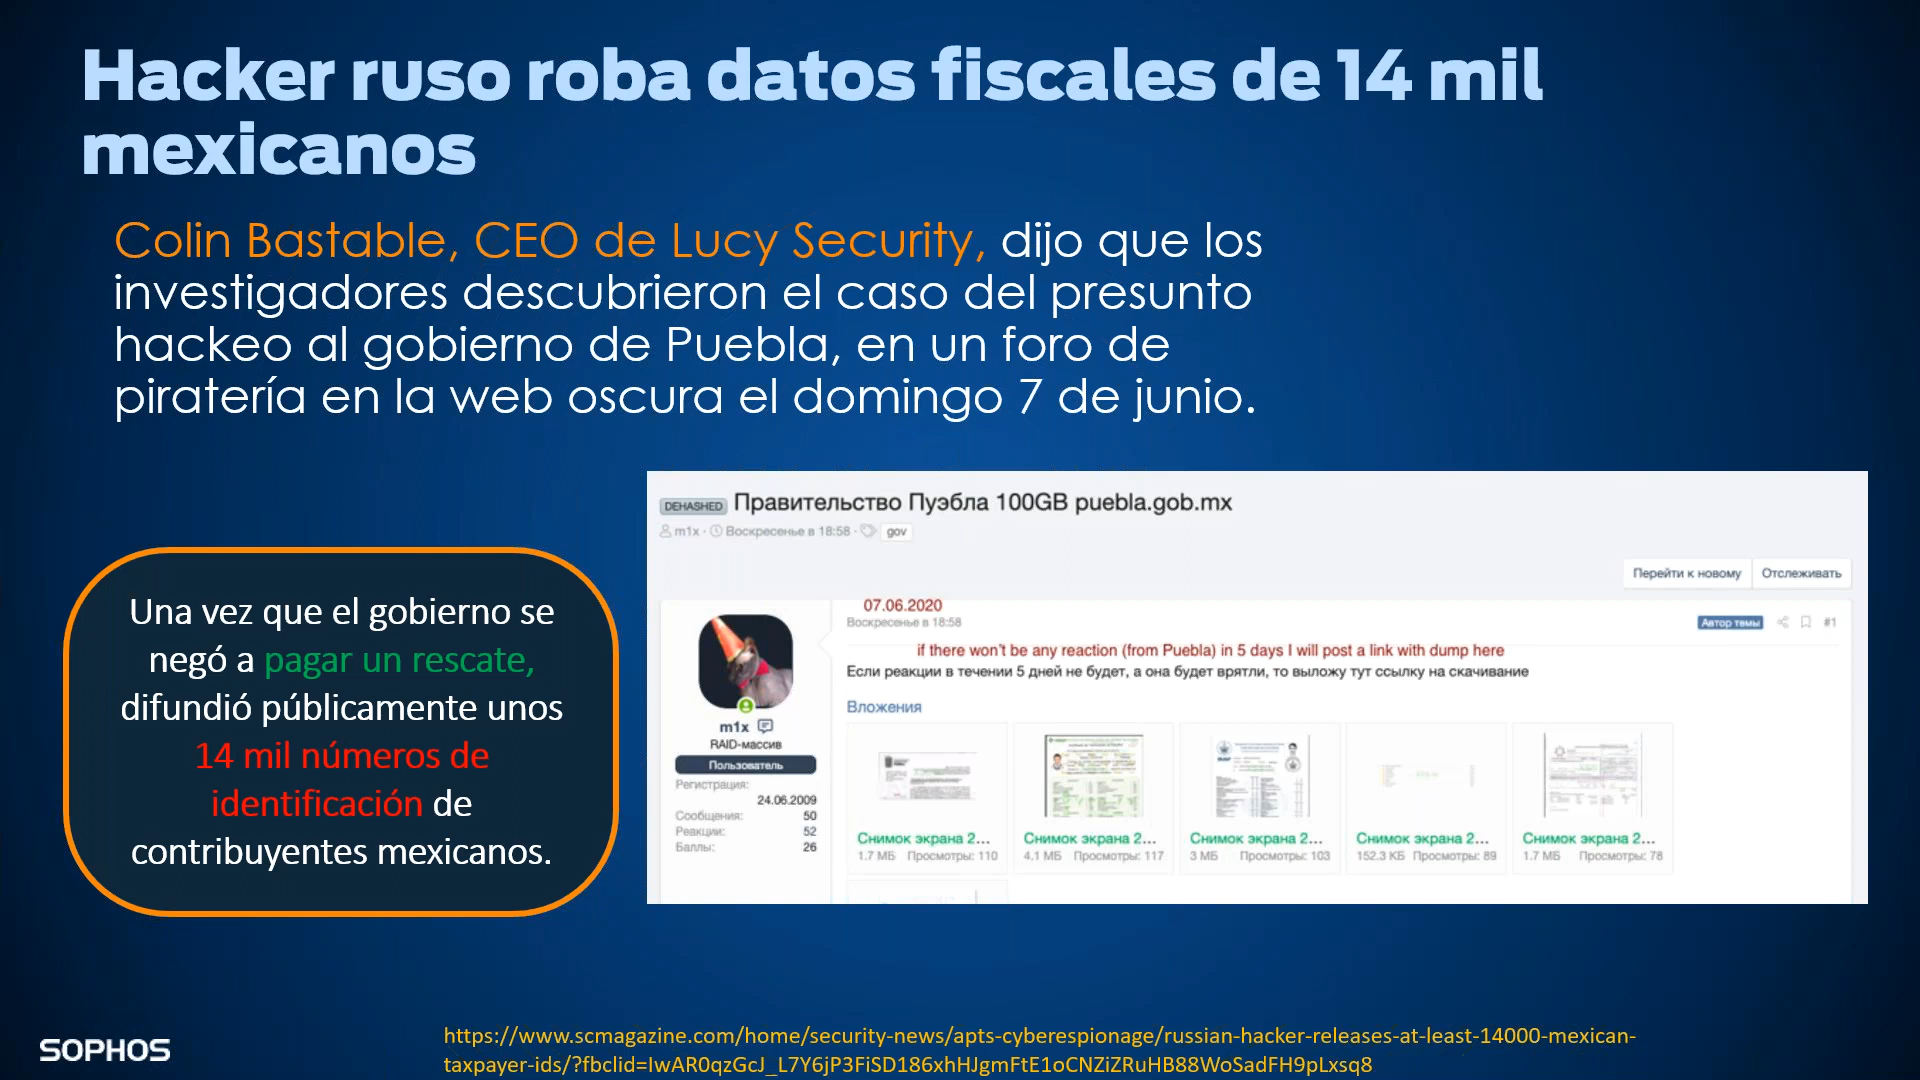 Hacker ruso roba datos fiscales de 14 mil
mexicanos
Colin Bastable, CEO de Lucy Security, dijo que los
investigadores descubrieron el caso del presunto
hackeo al gobierno de Puebla, en un foro de
piratería en la web oscura el domingo 7 de junio.
Una vez que el gobierno se
negó a pagar un rescate,
difundió públicamente unos
14 mil números de
identificación de
contribuyentes mexicanos.
DEHASHED Правительство Пуэбла 100GB puebla.gob.mx
m1x · Воскресенье в 18:58 · gov
Перейти к новому Отслеживать
07.06.2020
Воскресенье в 18:58
Автор темы #1
if there won't be any reaction (from Puebla) in 5 days I will post a link with dump here
Если реакции в течении 5 дней не будет, а она будет врятли, то выложу тут ссылку на скачивание
Вложения
m1x
RAID-массив
Пользователь
Регистрация:
24.06.2009
Сообщения: 50
Реакции: 52
Баллы: 26
Снимок экрана 2...
1.7 МБ Просмотры: 110
Снимок экрана 2...
4.1 МБ Просмотры: 117
Снимок экрана 2...
3 МБ Просмотры: 103
Снимок экрана 2...
152.3 КБ Просмотры: 89
Снимок экрана 2...
1.7 МБ Просмотры: 78
SOPHOS
https://www.scmagazine.com/home/security-news/apts-cyberespionage/russian-hacker-releases-at-least-14000-mexican-
taxpayer-ids/?fbclid=IwAR0qzGcJ_L7Y6jP3FiSD186xhHJgmFtE1oCNZiZRuHB88WoSadFH9pLxsq8